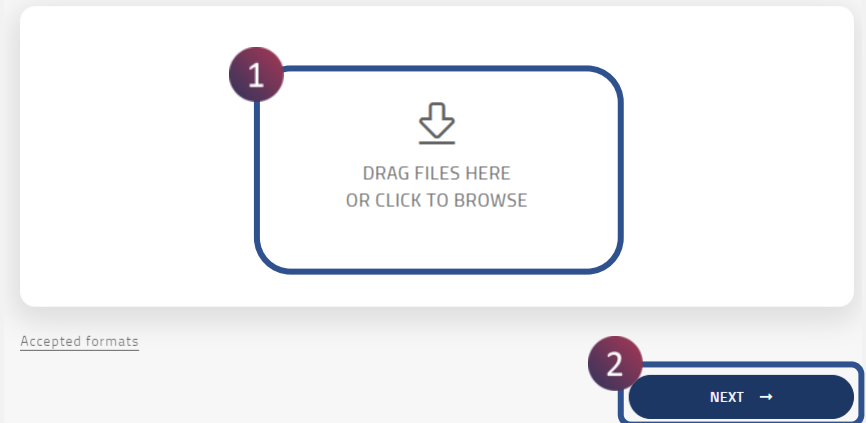 1
DRAG FILES HERE
OR CLICK TO BROWSE
Accepted formats
2
NEXT →